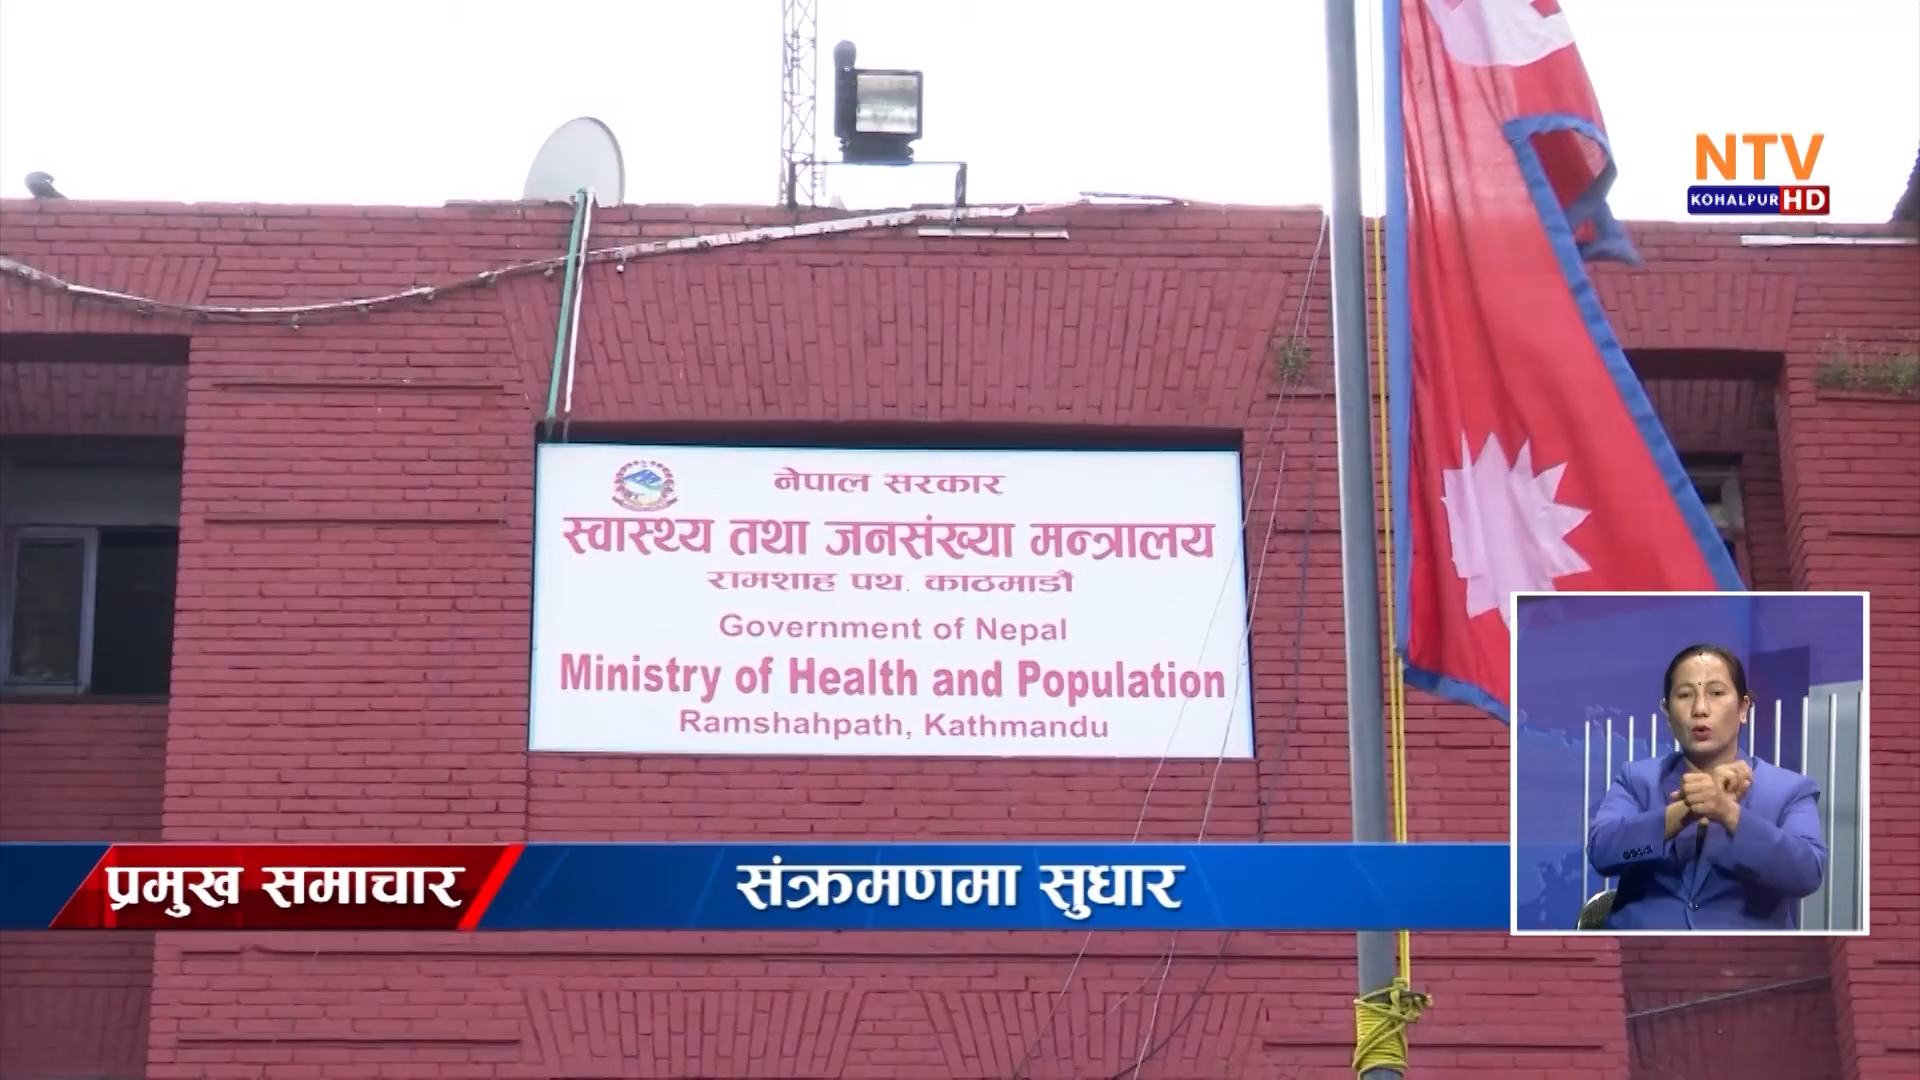 NTV
KOHALPUR HD
नेपाल सरकार
स्वास्थ्य तथा जनसंख्या मन्त्रालय
रामशाह पथ. काठमाडौ
Government of Nepal
Ministry of Health and Population
Ramshahpath, Kathmandu
प्रमुख समाचार
संक्रमणमा सुधार